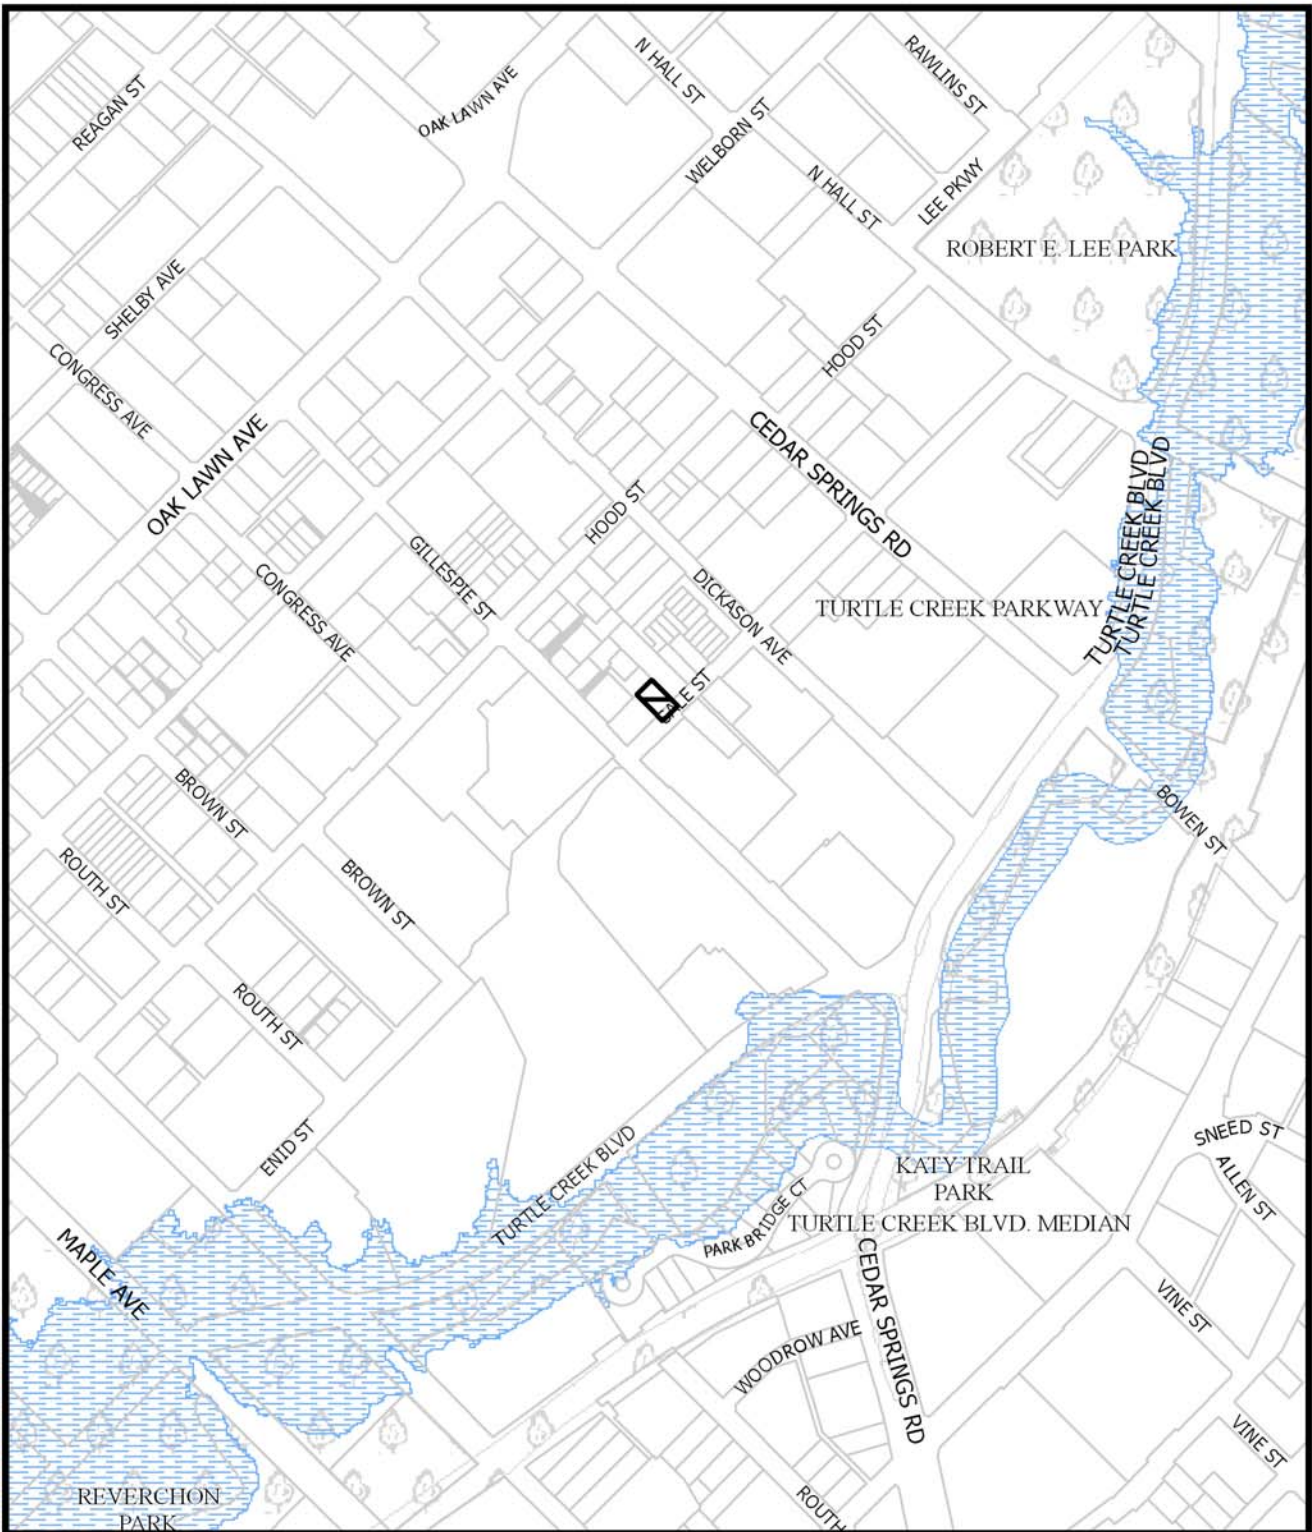 N HALL ST
RAWLINS ST
REAGAN ST
OAK LAWN AVE
WELBORN ST
N HALL ST
LEE PKWY
ROBERT E. LEE PARK
SHELBY AVE
HOOD ST
CONGRESS AVE
OAK LAWN AVE
CEDAR SPRINGS RD
TURTLE CREEK BLVD
TURTLE CREEK BLVD
HOOD ST
GILLESPIE ST
CONGRESS AVE
DICKASON AVE
TURTLE CREEK PARKWAY
ST
BROWN ST
BOWEN ST
ROUTH ST
BROWN ST
ROUTH ST
ENID ST
TURTLE CREEK BLVD
SNEED ST
KATY TRAIL
PARK
ALLEN ST
PARK BRIDGE CT
TURTLE CREEK BLVD. MEDIAN
MAPLE AVE
CEDAR SPRINGS RD
VINE ST
WOODROW AVE
VINE ST
REVERCHON
PARK
ROUTH